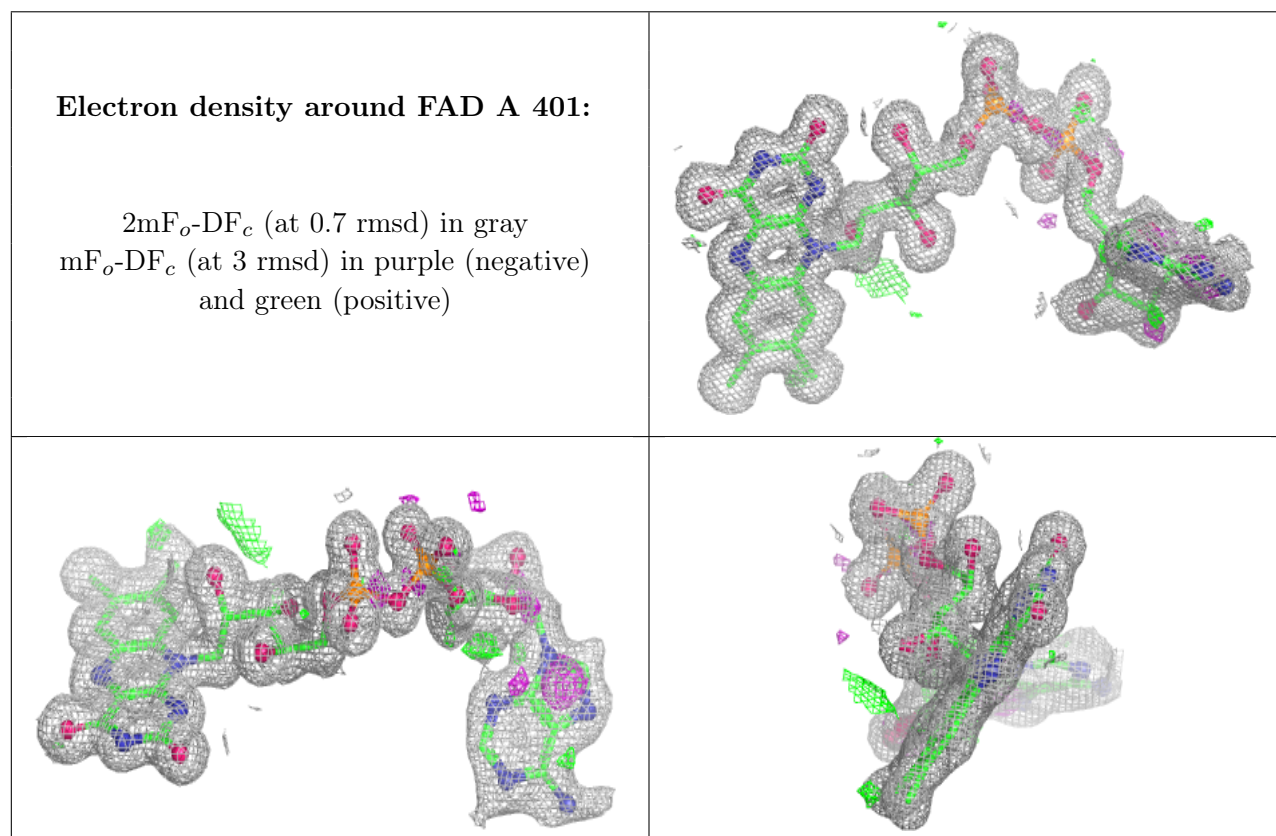 Electron density around FAD A 401:
2mFo-DFc (at 0.7 rmsd) in gray
mFo-DFc (at 3 rmsd) in purple (negative)
and green (positive)